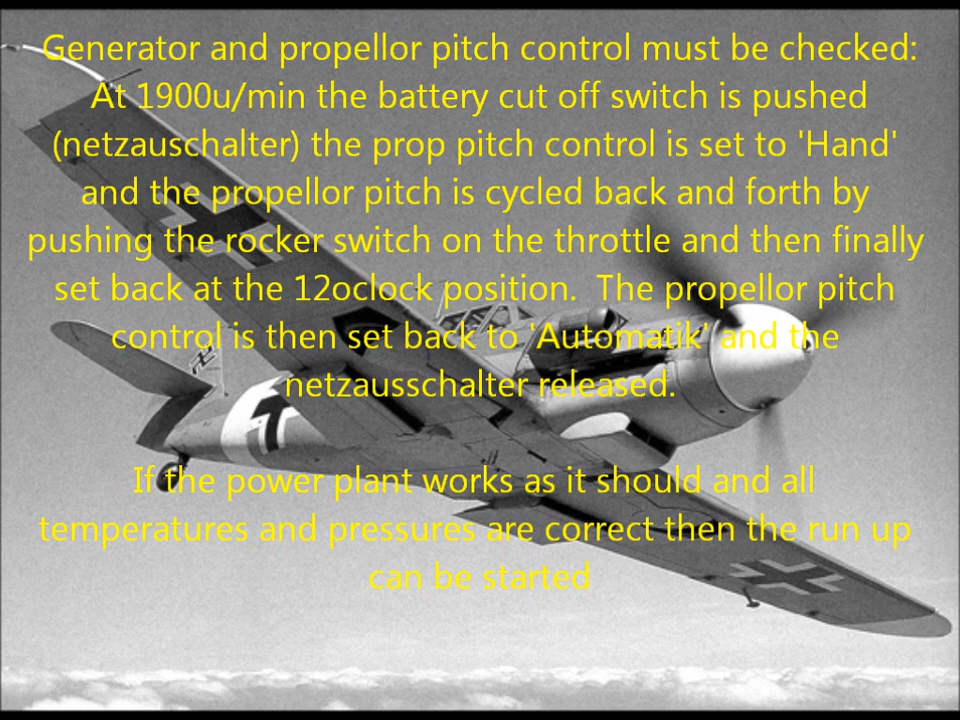 Generator and propellor pitch control must be checked:
At 1900u/min the battery cut off switch is pushed
(netzauschalter) the prop pitch control is set to 'Hand'
and the propellor pitch is cycled back and forth by
pushing the rocker switch on the throttle and then finally
set back at the 12oclock position.  The propellor pitch
control is then set back to 'Automatik' and the
netzausschalter released.
If the power plant works as it should and all
temperatures and pressures are correct then the run up
can be started